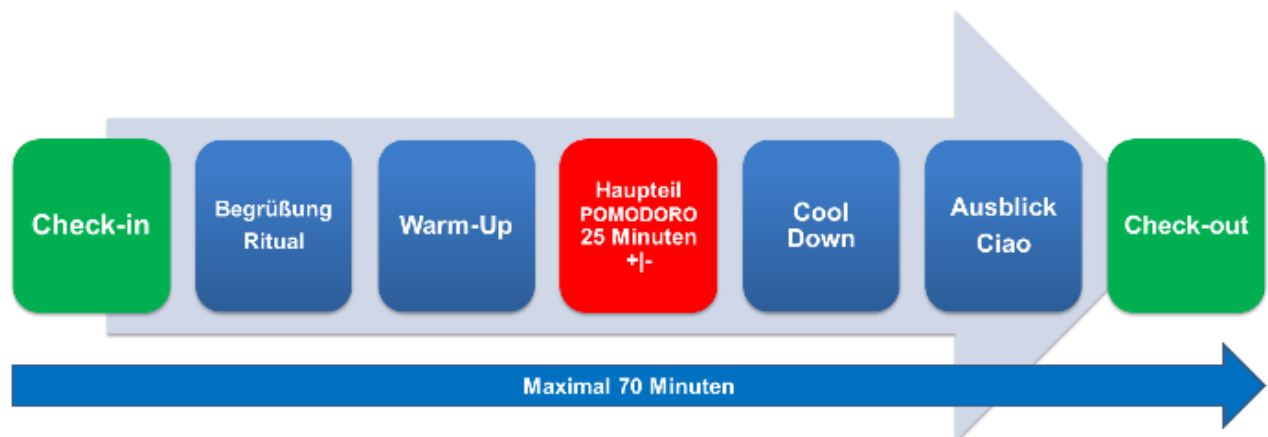 Check-in
Begrüßung
Ritual
Warm-Up
Haupteil
POMODORO
25 Minuten
+|-
Cool
Down
Ausblick
Ciao
Check-out
Maximal 70 Minuten